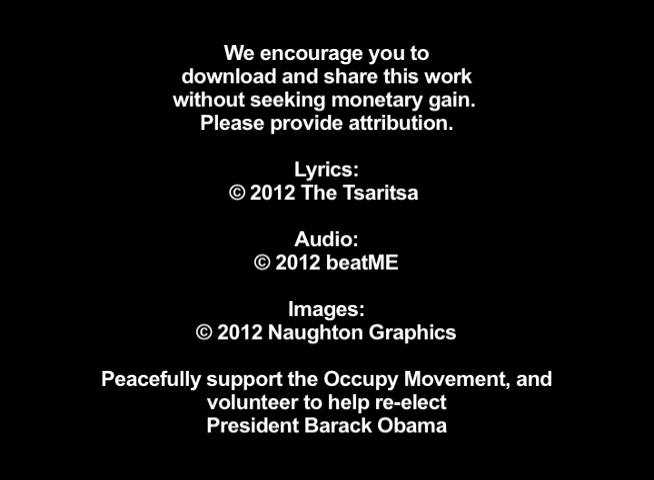 We encourage you to
download and share this work
without seeking monetary gain.
Please provide attribution.
Lyrics:
© 2012 The Tsaritsa
Audio:
© 2012 beatME
Images:
© 2012 Naughton Graphics
Peacefully support the Occupy Movement, and
volunteer to help re-elect
President Barack Obama